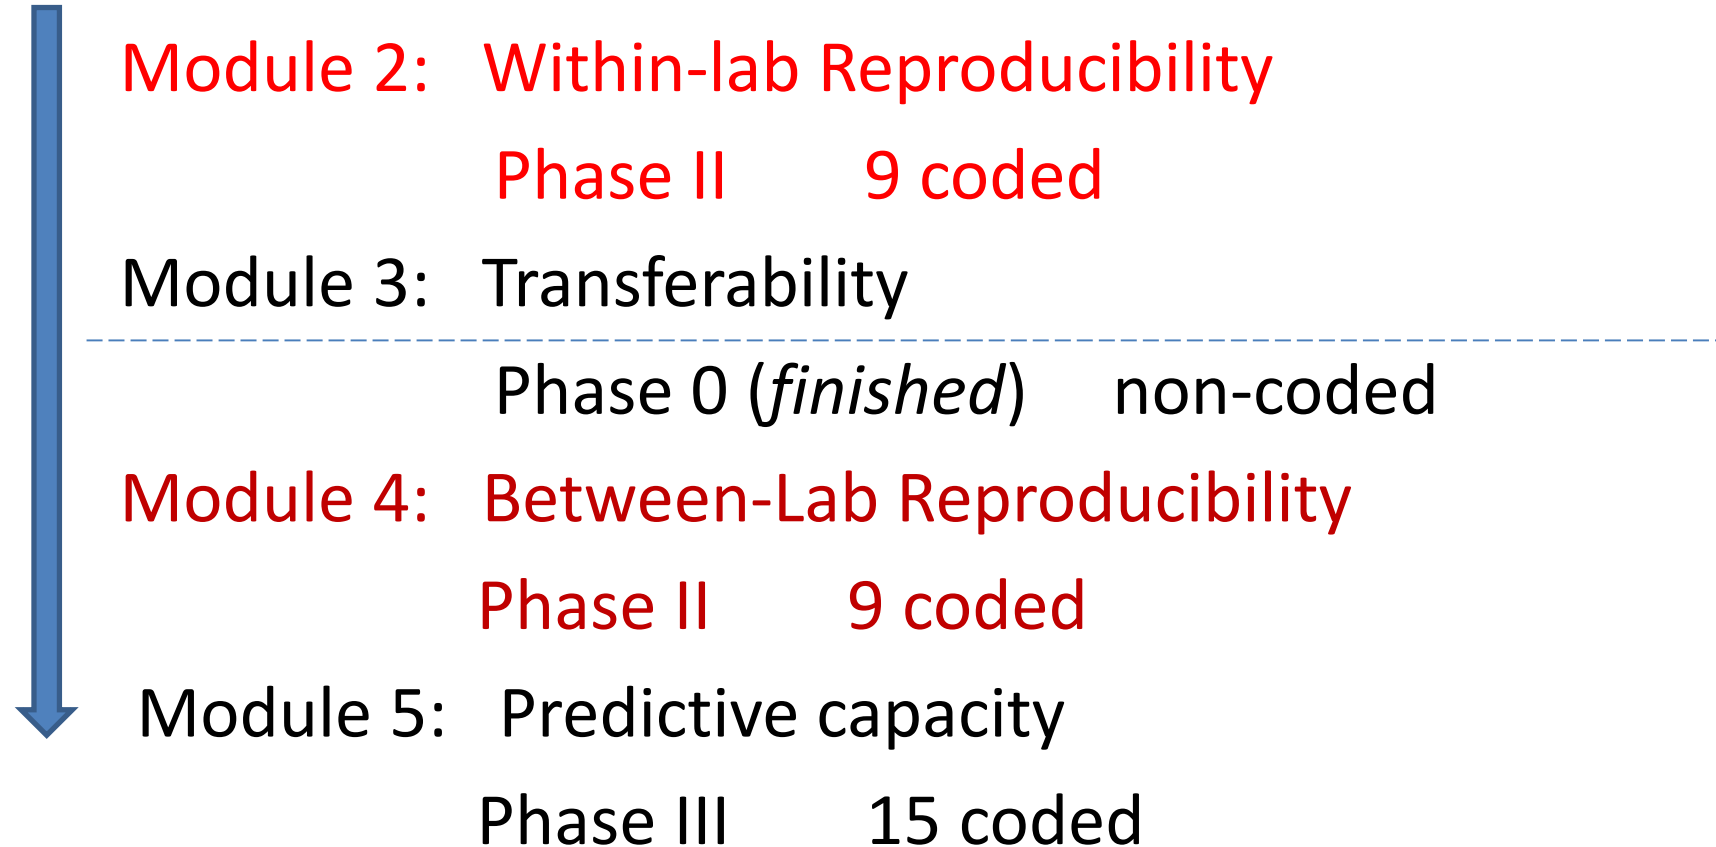 Module 2: Within-lab Reproducibility
Phase II 9 coded
Module 3: Transferability
Phase 0 (finished) non-coded
Module 4: Between-Lab Reproducibility
Phase II 9 coded
Module 5: Predictive capacity
Phase III 15 coded